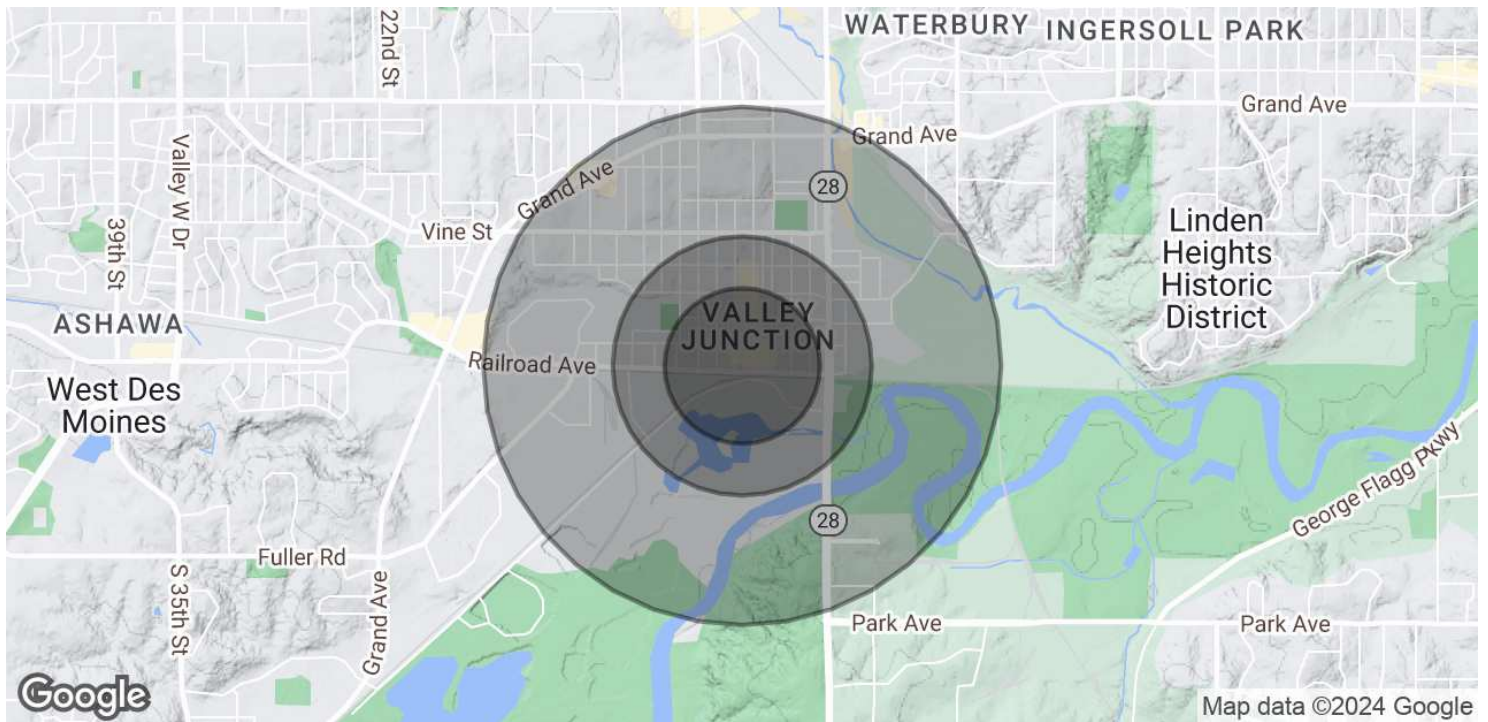 WATERBURY
INGERSOLL PARK
22nd St
Grand Ave
Grand Ave
Valley W Dr
Grand Ave
28
39th St
Vine St
Linden
Heights
Historic
District
VALLEY
JUNCTION
ASHAWA
Railroad Ave
West Des
Moines
George Flagg Pkwy
28
Fuller Rd
S 35th St
Grand Ave
Park Ave
Park Ave
Google
Map data ©2024 Google